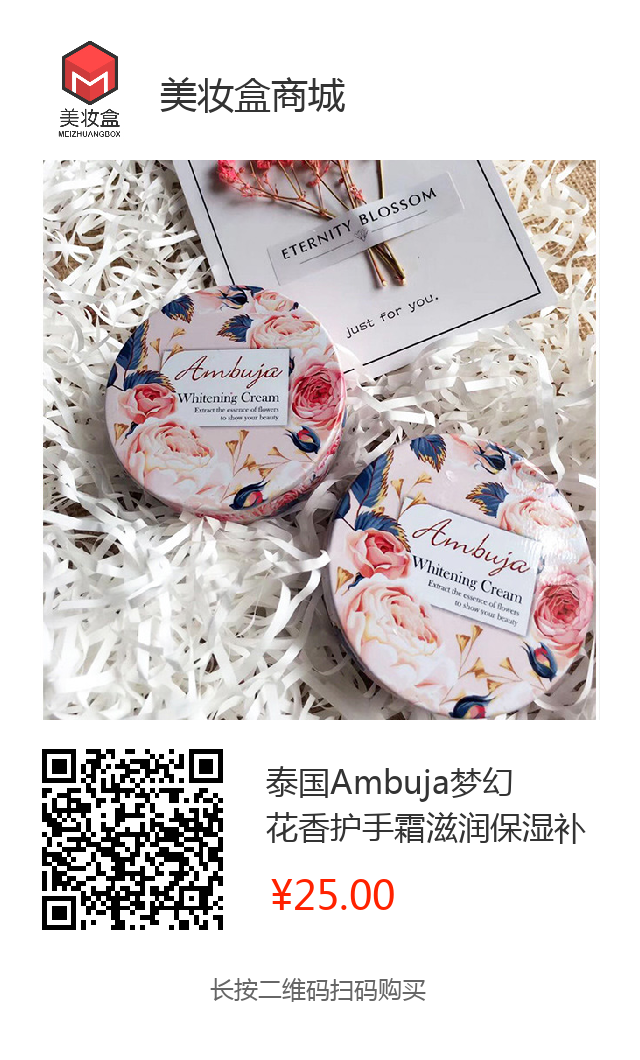 美妆盒
MEIZHUANGBOX
美妆盒商城
ETERNITY BLOSSOM
just for you.
Ambuja
Whitening Cream
Extract the essence of flowers
to show your beauty
Ambuja
Whitening Cream
Extract the essence of flowers
to show your beauty
泰国Ambuja梦幻
花香护手霜滋润保湿补
¥25.00
长按二维码扫码购买